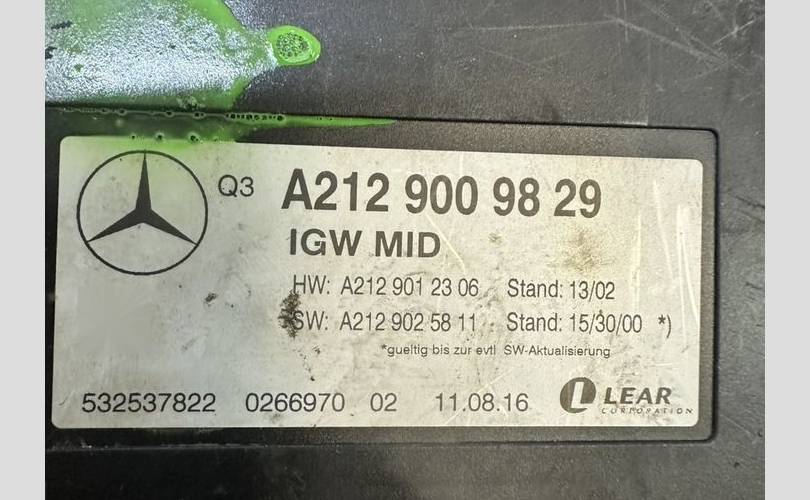 Q3 A212 900 98 29
IGW MID
HW: A212 901 23 06 Stand: 13/02
SW: A212 902 58 11 Stand: 15/30/00 *)
*gueltig bis zur evtl. SW-Aktualisierung
532537822 0266970 02 11.08.16 LEAR
CORPORATION